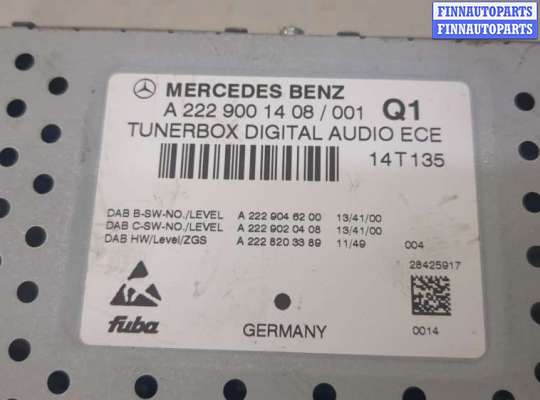 FINNAUTOPARTS
FINNAUTOPARTS
MERCEDES BENZ
A 222 900 14 08 / 001 Q1
TUNERBOX DIGITAL AUDIO ECE
14T135
DAB B-SW-NO./LEVEL A 222 904 62 00 13/41/00
DAB C-SW-NO./LEVEL A 222 902 04 08 13/41/00
DAB HW/Level/ZGS A 222 820 33 89 11/49 004
28425917
fuba GERMANY 0014